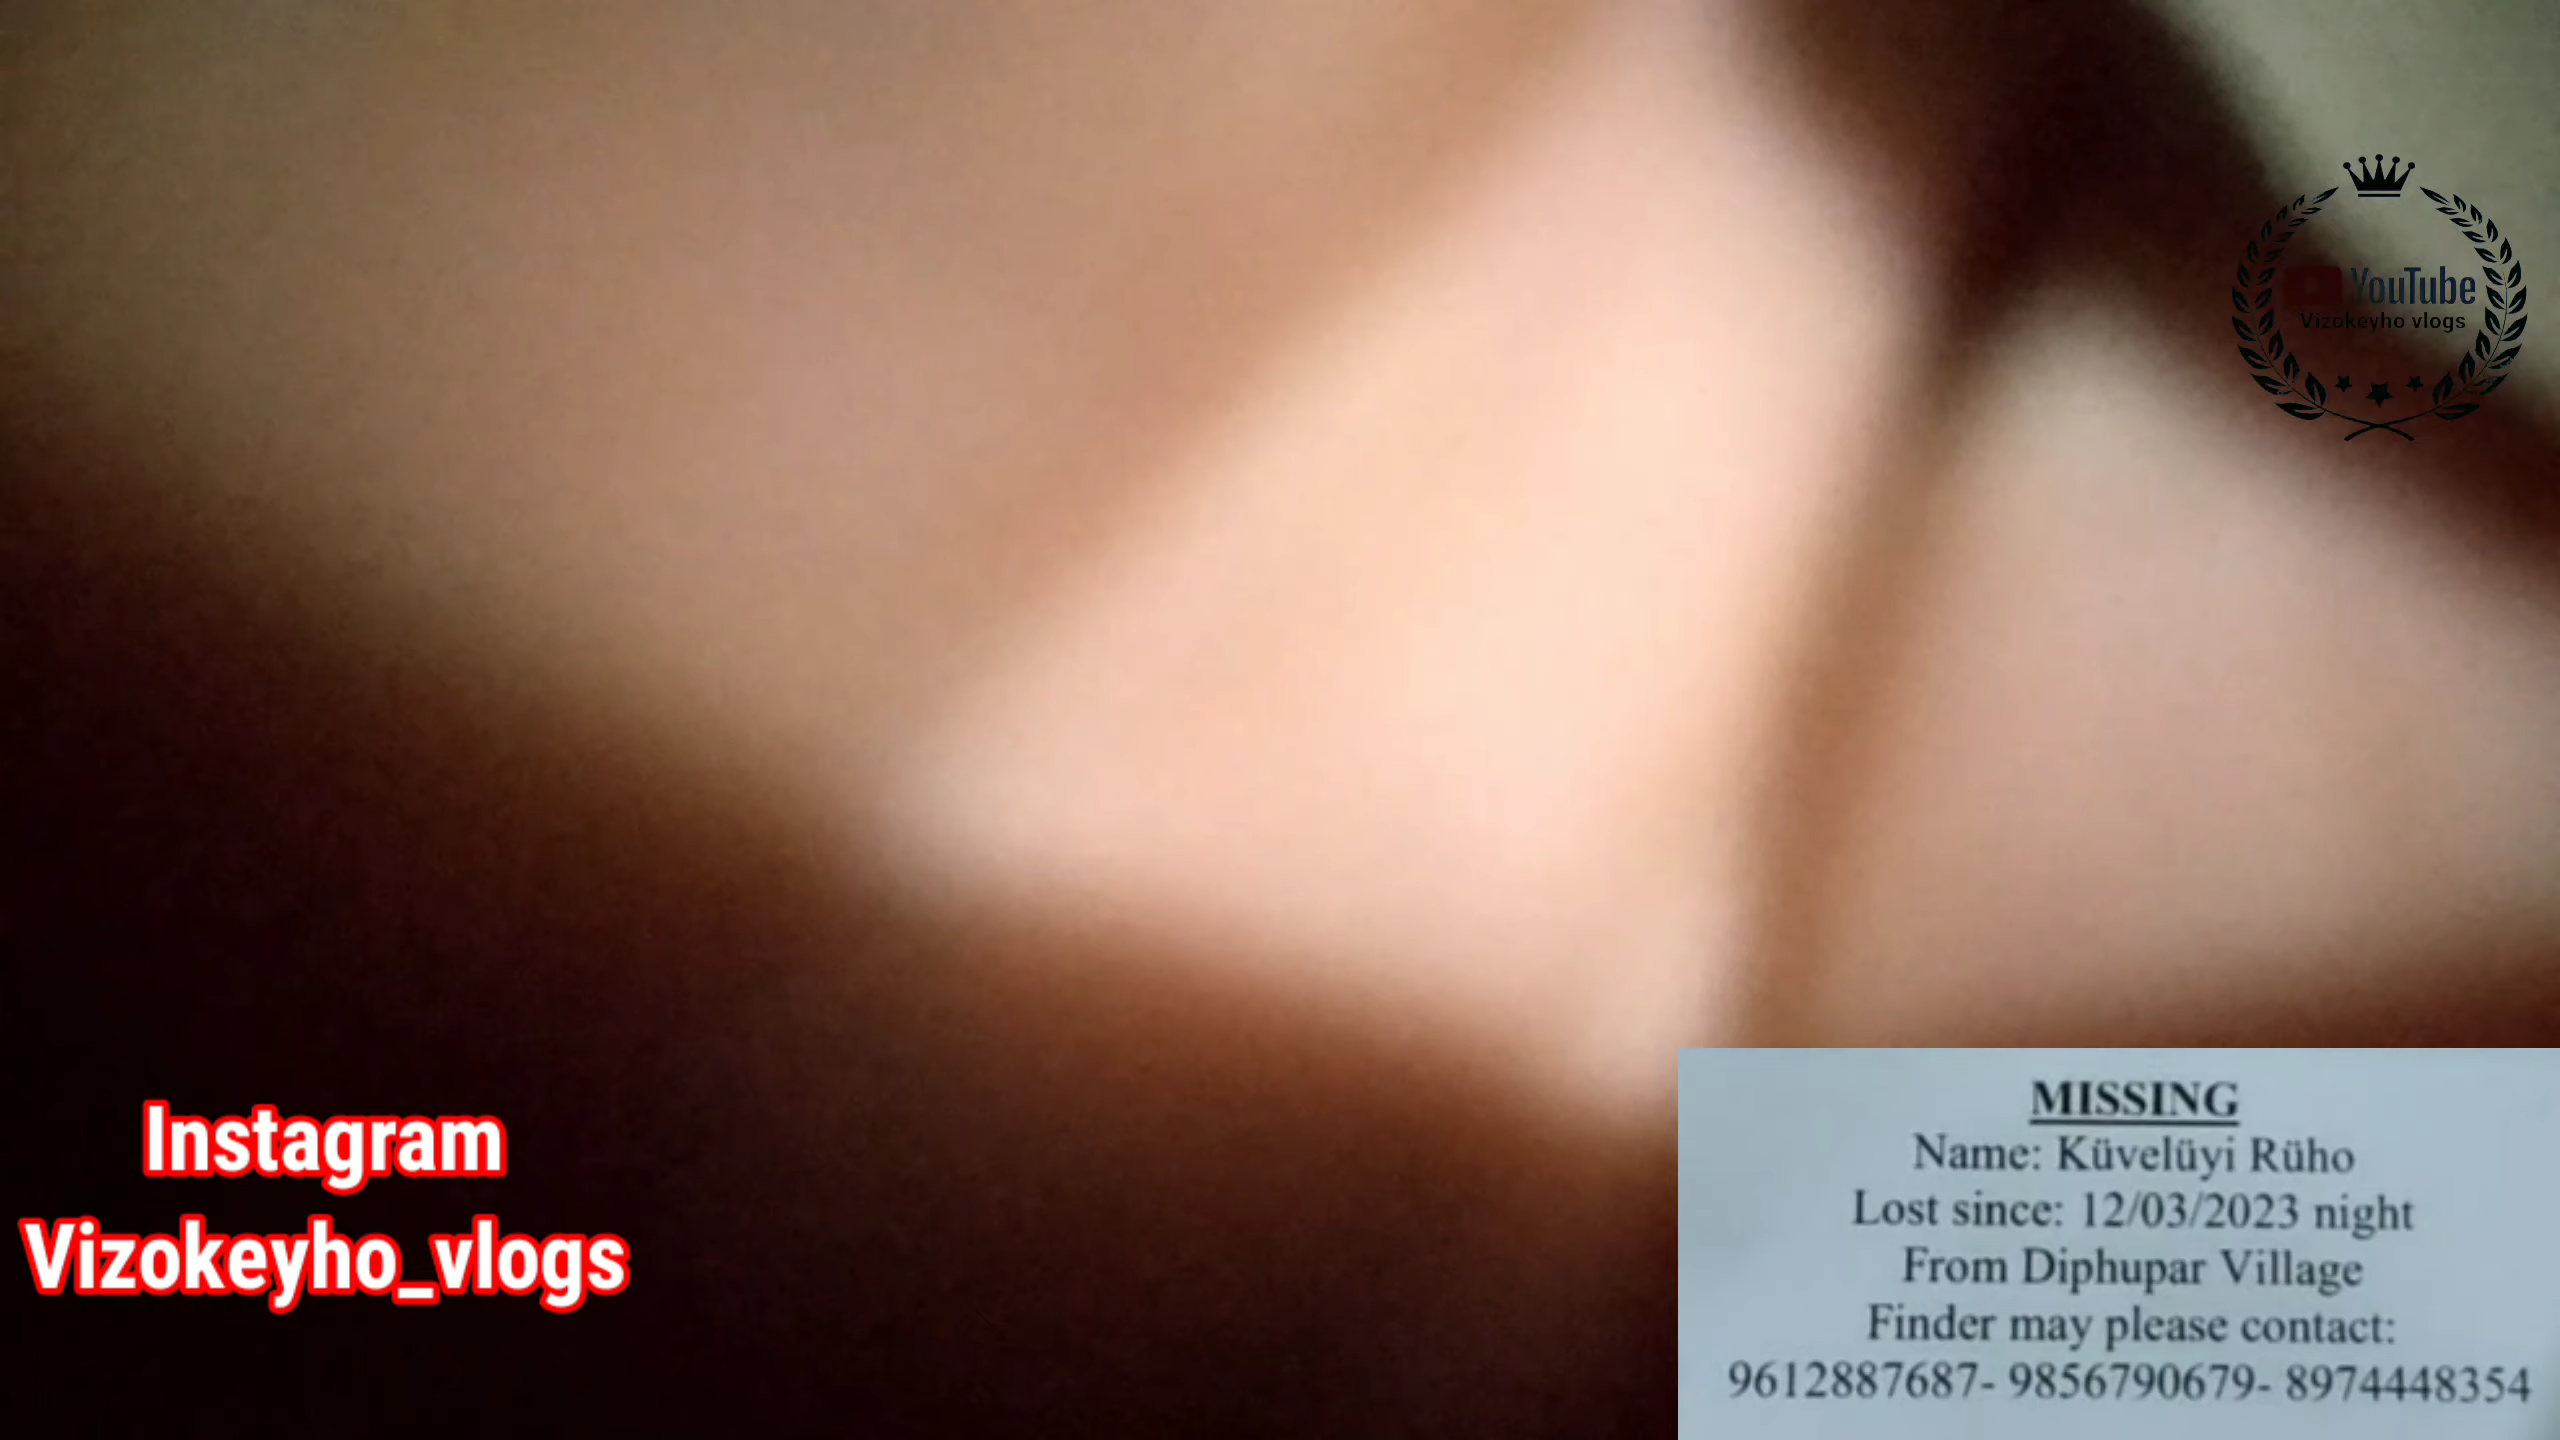 YouTube
Vizokeyho vlogs
Instagram
Vizokeyho_vlogs
MISSING
Name: Küvelüyi Rüho
Lost since: 12/03/2023 night
From Diphupar Village
Finder may please contact:
9612887687- 9856790679- 8974448354